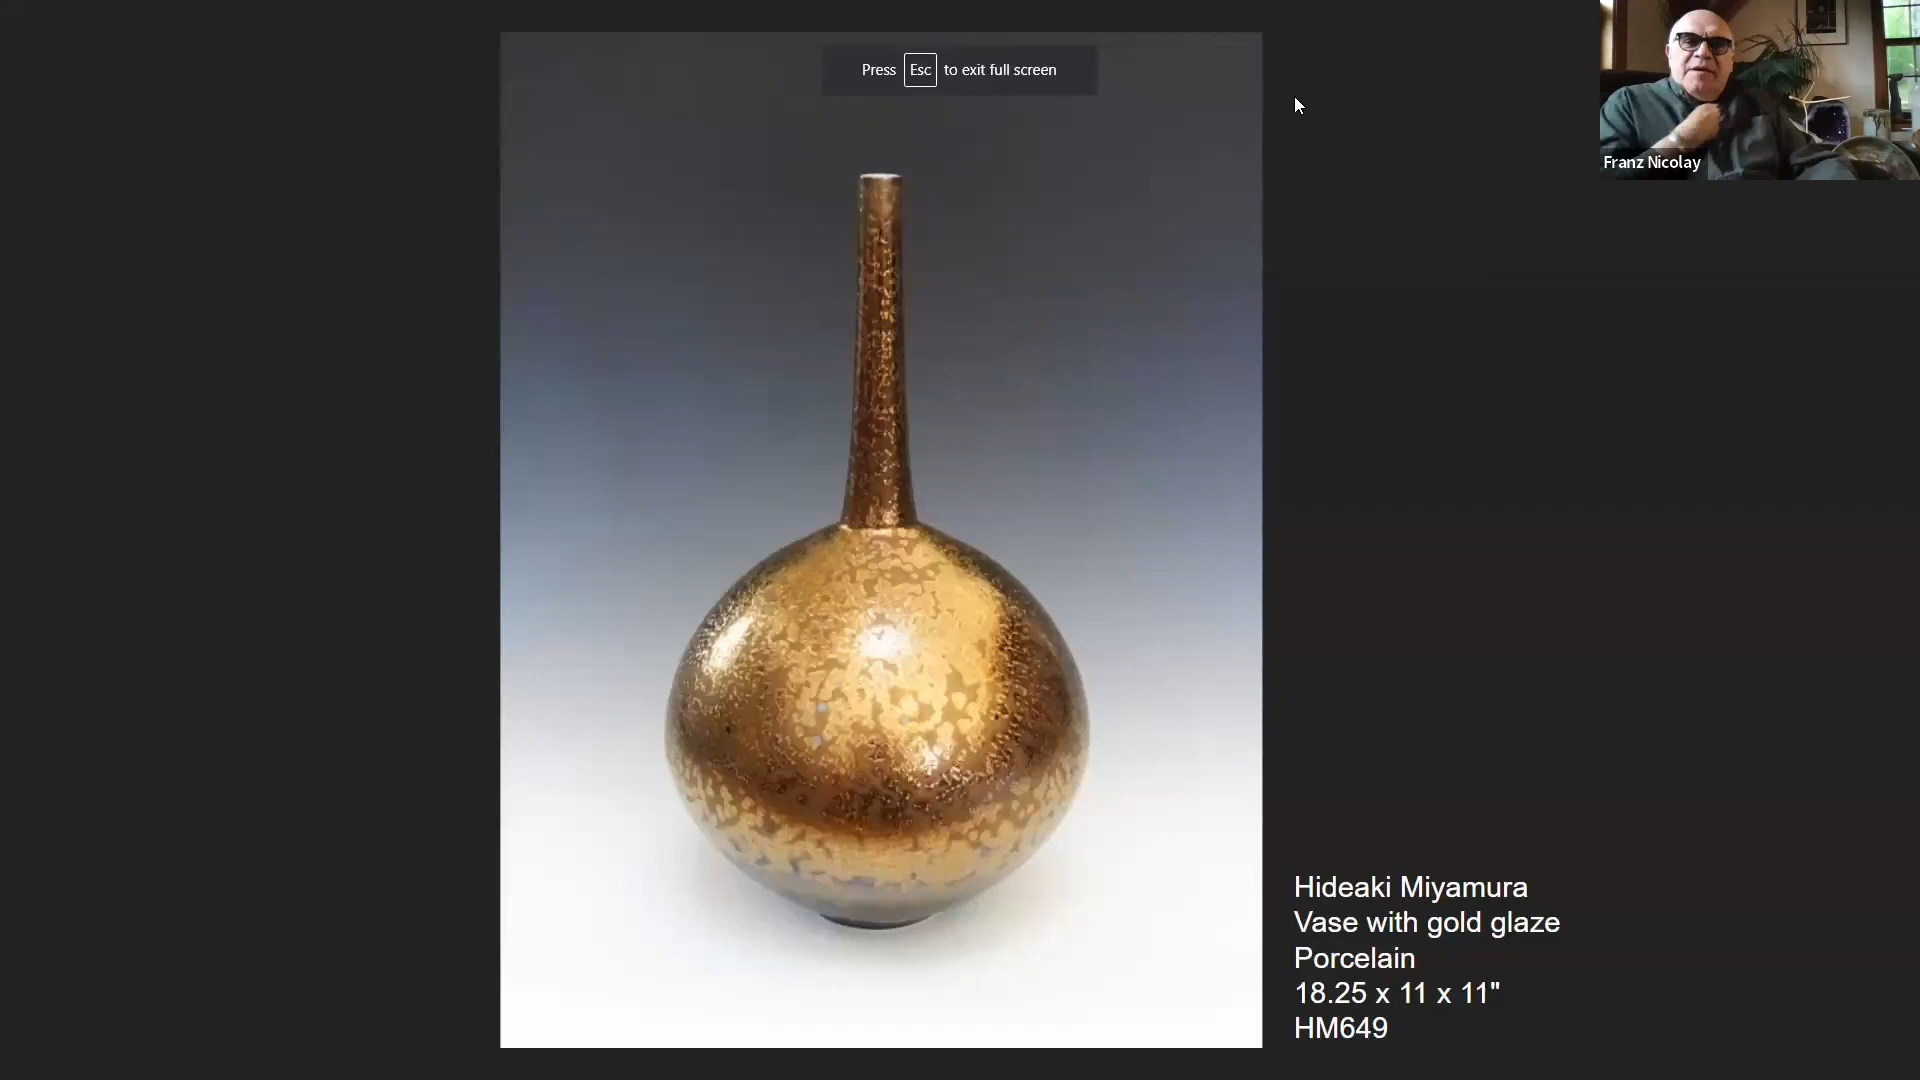 Press Esc to exit full screen
Franz Nicolay
Hideaki Miyamura
Vase with gold glaze
Porcelain
18.25 x 11 x 11"
HM649